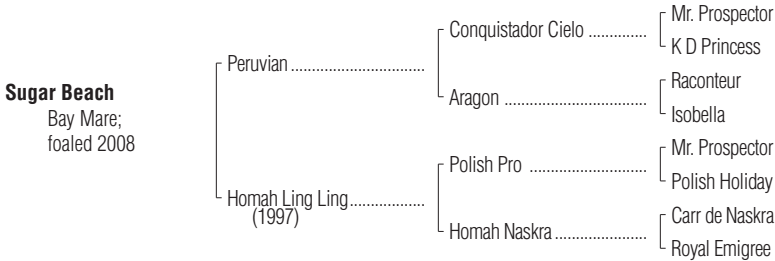 Sugar Beach
Bay Mare;
foaled 2008
Peruvian ................................
Homah Ling Ling..................
(1997)
Conquistador Cielo ..............
Aragon ..................................
Polish Pro ............................
Homah Naskra ......................
Mr. Prospector
K D Princess
Raconteur
Isobella
Mr. Prospector
Polish Holiday
Carr de Naskra
Royal Emigree